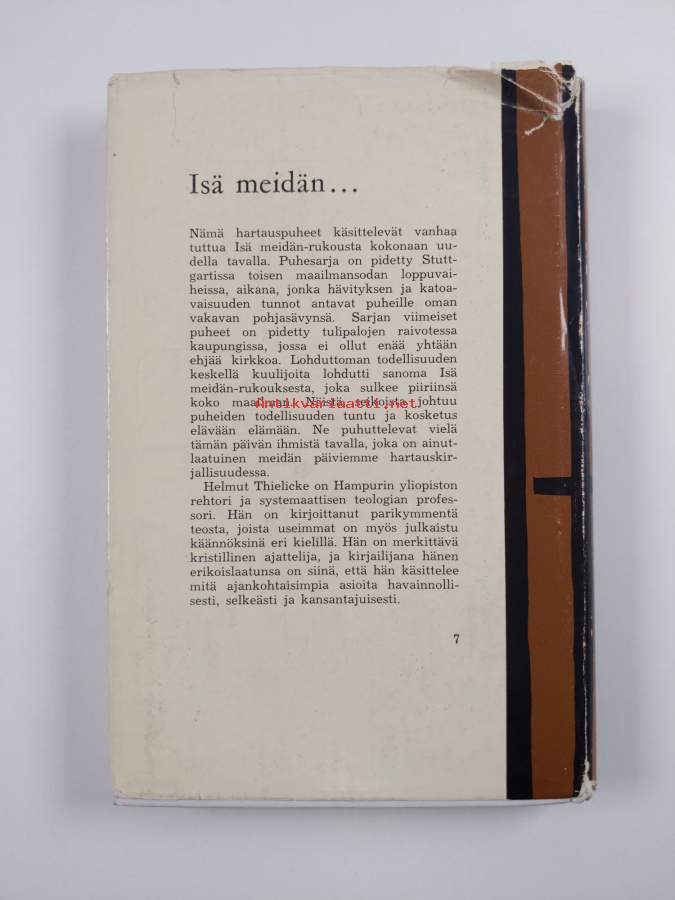 Isä meidän...
Nämä hartauspuheet käsittelevät vanhaa
tuttua Isä meidän-rukousta kokonaan uu-
della tavalla. Puhesarja on pidetty Stutt-
gartissa toisen maailmansodan loppuvai-
heissa, aikana, jonka hävityksen ja katoa-
vaisuuden tunnot antavat puheille oman
vakavan pohjasävynsä. Sarjan viimeiset
puheet on pidetty tulipalojen raivotessa
kaupungissa, jossa ei ollut enää yhtään
ehjää kirkkoa. Lohduttoman todellisuuden
keskellä kuulijoita lohdutti sanoma Isä
meidän-rukouksesta, joka sulkee piiriinsä
koko maailman. Näistä seikoista johtuu
Antikvariaatti.net
puheiden todellisuuden tuntu ja kosketus
elävään elämään. Ne puhuttelevat vielä
tämän päivän ihmistä tavalla, joka on ainut-
laatuinen meidän päiviemme hartauskir-
jallisuudessa.
Helmut Thielicke on Hampurin yliopiston
rehtori ja systemaattisen teologian profes-
sori. Hän on kirjoittanut parikymmentä
teosta, joista useimmat on myös julkaistu
käännöksinä eri kielillä. Hän on merkittävä
kristillinen ajattelija, ja kirjailijana hänen
erikoislaatunsa on siinä, että hän käsittelee
mitä ajankohtaisimpia asioita havainnolli-
sesti, selkeästi ja kansantajuisesti.
7